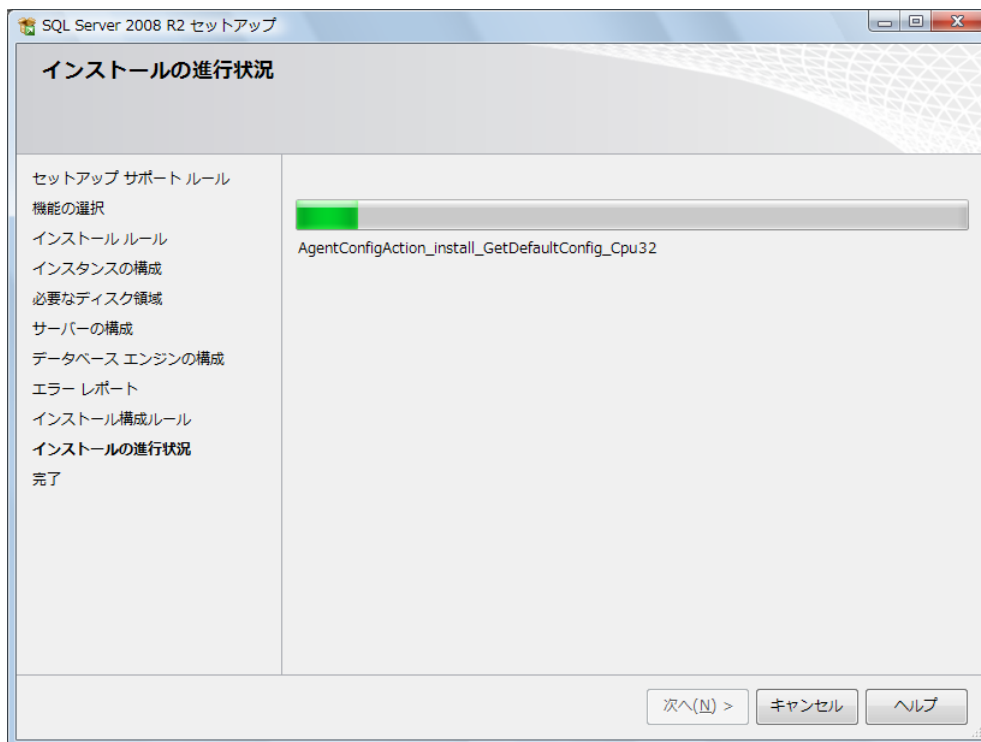 SQL Server 2008 R2 セットアップ
インストールの進行状況
セットアップ サポート ルール
機能の選択
インストール ルール
インスタンスの構成
必要なディスク領域
サーバーの構成
データベース エンジンの構成
エラー レポート
インストール構成ルール
インストールの進行状況
完了
AgentConfigAction_install_GetDefaultConfig_Cpu32
次へ(N) >
キャンセル
ヘルプ